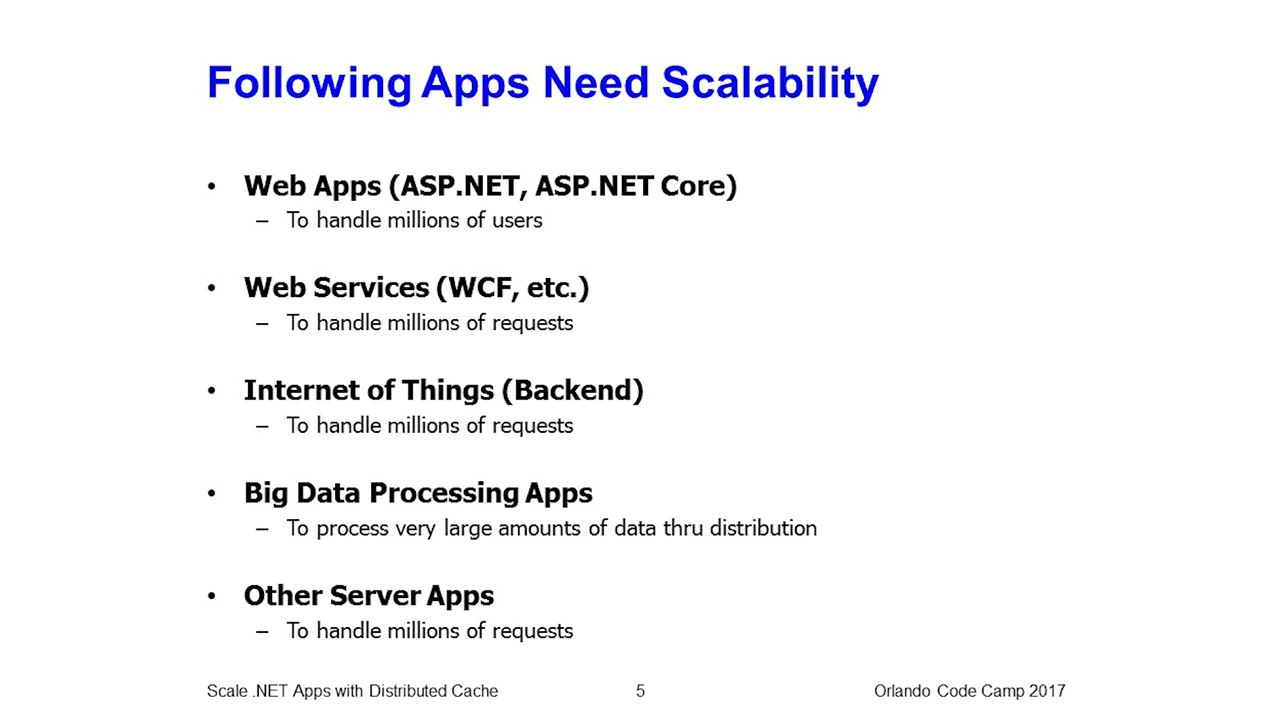 Following Apps Need Scalability
• Web Apps (ASP.NET, ASP.NET Core)
– To handle millions of users
• Web Services (WCF, etc.)
– To handle millions of requests
• Internet of Things (Backend)
– To handle millions of requests
• Big Data Processing Apps
– To process very large amounts of data thru distribution
• Other Server Apps
– To handle millions of requests
Scale .NET Apps with Distributed Cache 5 Orlando Code Camp 2017